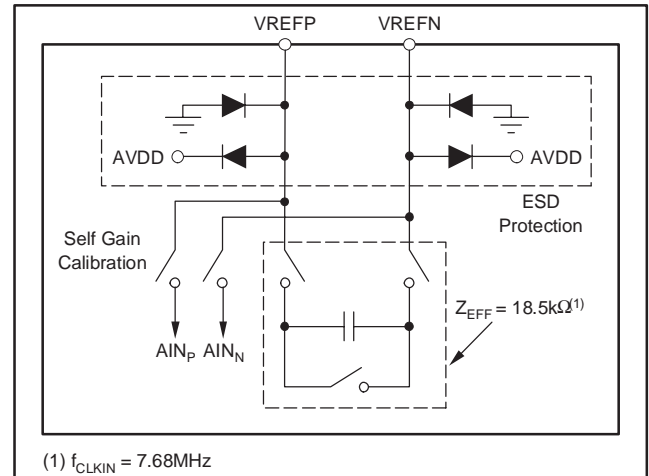 VREFP VREFN
AVDD AVDD
ESD
Protection
Self Gain
Calibration
Z_EFF = 18.5kΩ(1)
AIN_P AIN_N
(1) f_CLKIN = 7.68MHz